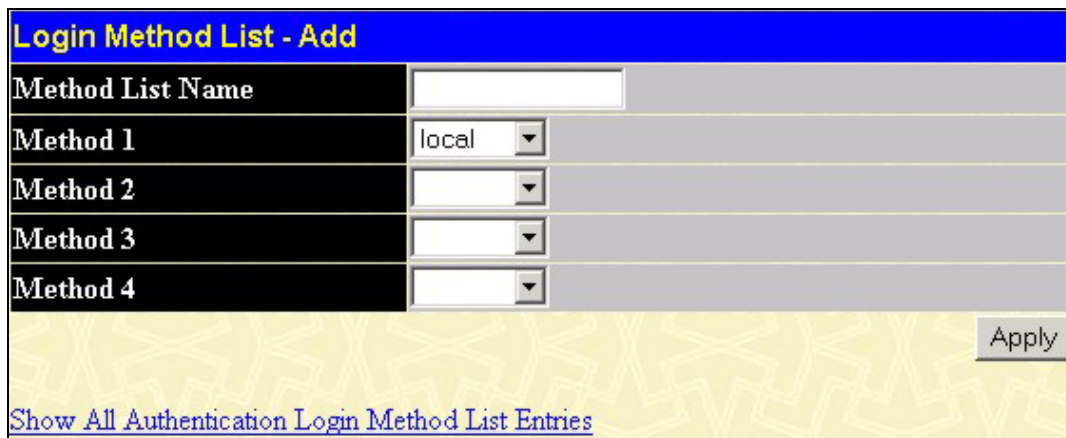 Login Method List - Add
Method List Name
Method 1 local
Method 2
Method 3
Method 4
Apply
Show All Authentication Login Method List Entries